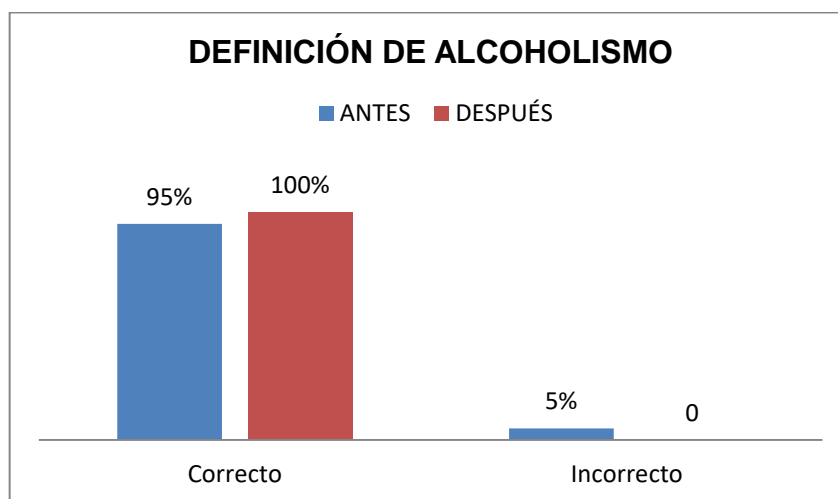 DEFINICIÓN DE ALCOHOLISMO
ANTES DESPUÉS
95% 100%
5% 0
Correcto Incorrecto